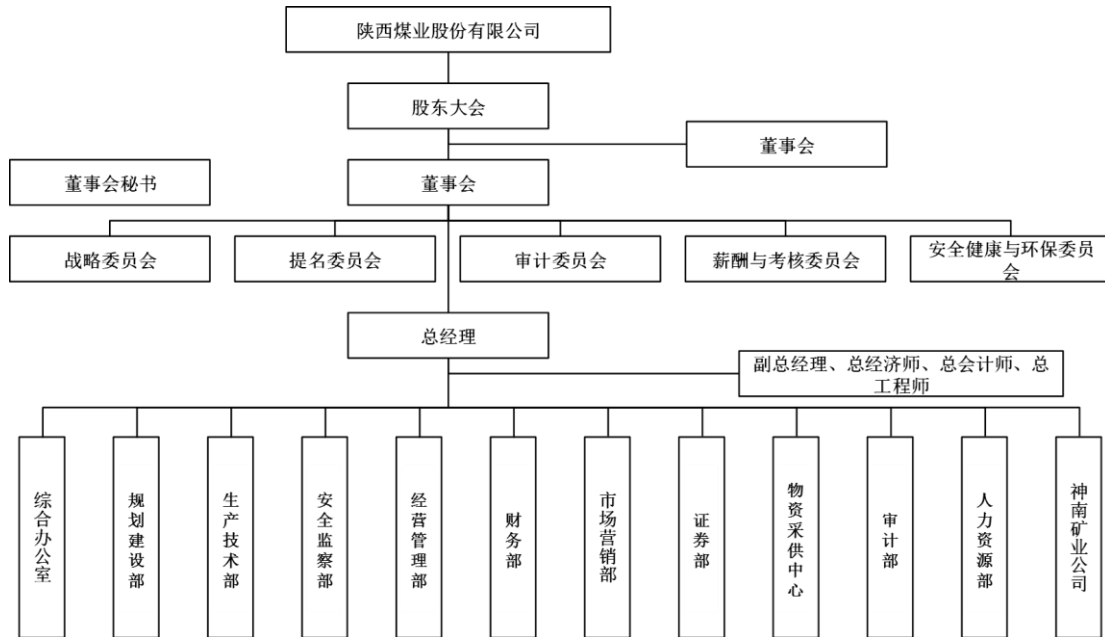 陕西煤业股份有限公司
股东大会
董事会
董事会秘书
董事会
战略委员会
提名委员会
审计委员会
薪酬与考核委员会
安全健康与环保委员
会
总经理
副总经理、总经济师、总会计师、总
工程师
综合办公室
规划建设部
生产技术部
安全监察部
经营管理部
财务部
市场营销部
证券部
物资采供中心
审计部
人力资源部
神南矿业公司